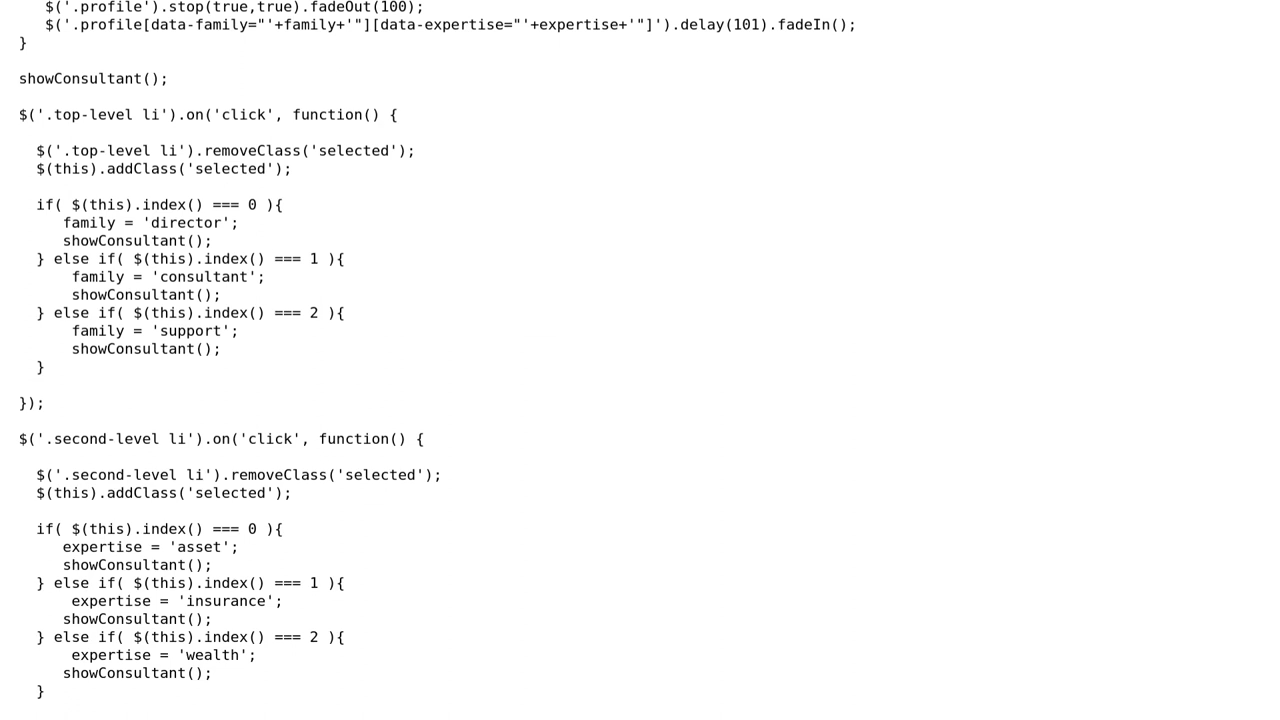 $('.profile').stop(true,true).fadeOut(100);
$('.profile[data-family="'+family+'"][data-expertise="'+expertise+'"]').delay(101).fadeIn();
}
showConsultant();
$('.top-level li').on('click', function() {
$('.top-level li').removeClass('selected');
$(this).addClass('selected');
if( $(this).index() === 0 ){
family = 'director';
showConsultant();
} else if( $(this).index() === 1 ){
family = 'consultant';
showConsultant();
} else if( $(this).index() === 2 ){
family = 'support';
showConsultant();
}
});
$('.second-level li').on('click', function() {
$('.second-level li').removeClass('selected');
$(this).addClass('selected');
if( $(this).index() === 0 ){
expertise = 'asset';
showConsultant();
} else if( $(this).index() === 1 ){
expertise = 'insurance';
showConsultant();
} else if( $(this).index() === 2 ){
expertise = 'wealth';
showConsultant();
}